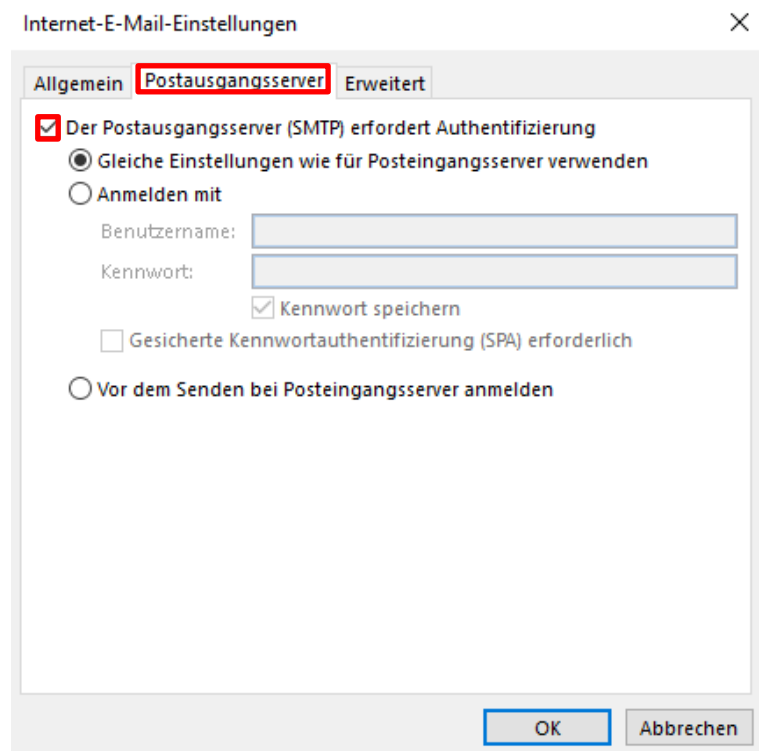 Internet-E-Mail-Einstellungen
Allgemein Postausgangsserver Erweitert
Der Postausgangsserver (SMTP) erfordert Authentifizierung
Gleiche Einstellungen wie für Posteingangsserver verwenden
Anmelden mit
Benutzername:
Kennwort:
Kennwort speichern
Gesicherte Kennwortauthentifizierung (SPA) erforderlich
Vor dem Senden bei Posteingangsserver anmelden
OK Abbrechen